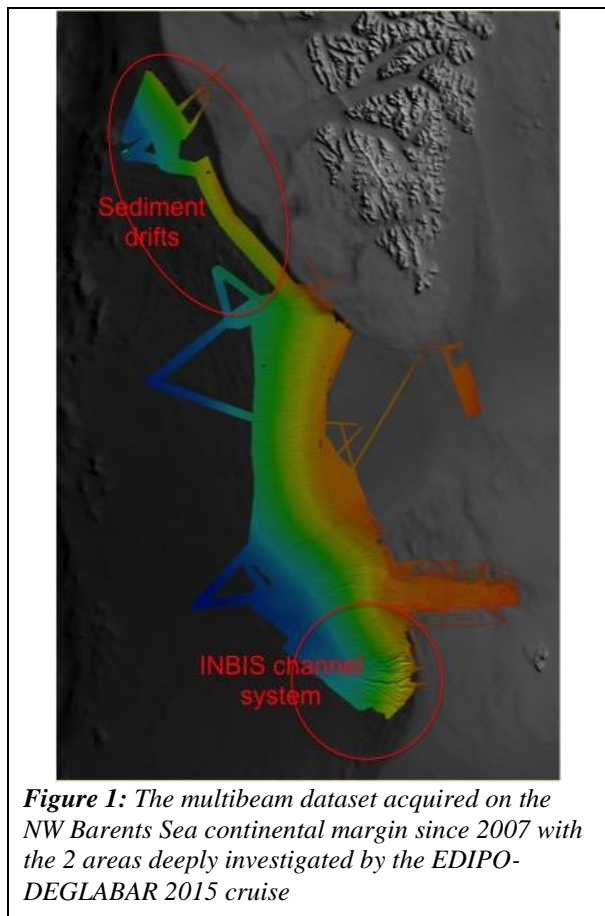 Sediment
drifts
INBIS channel
system
Figure 1: The multibeam dataset acquired on the
NW Barents Sea continental margin since 2007 with
the 2 areas deeply investigated by the EDIPO-
DEGLABAR 2015 cruise